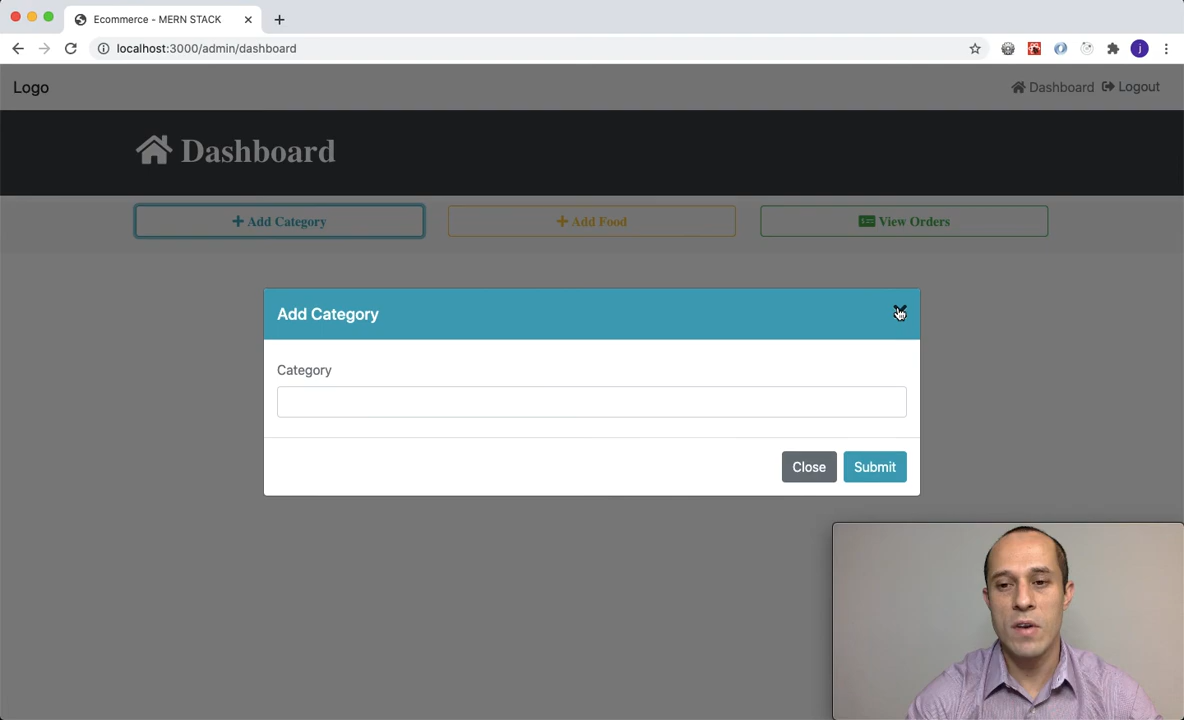 Ecommerce - MERN STACK
localhost:3000/admin/dashboard
j
Logo
Dashboard
Logout
Dashboard
Add Category
Add Food
View Orders
Add Category
Category
Close
Submit